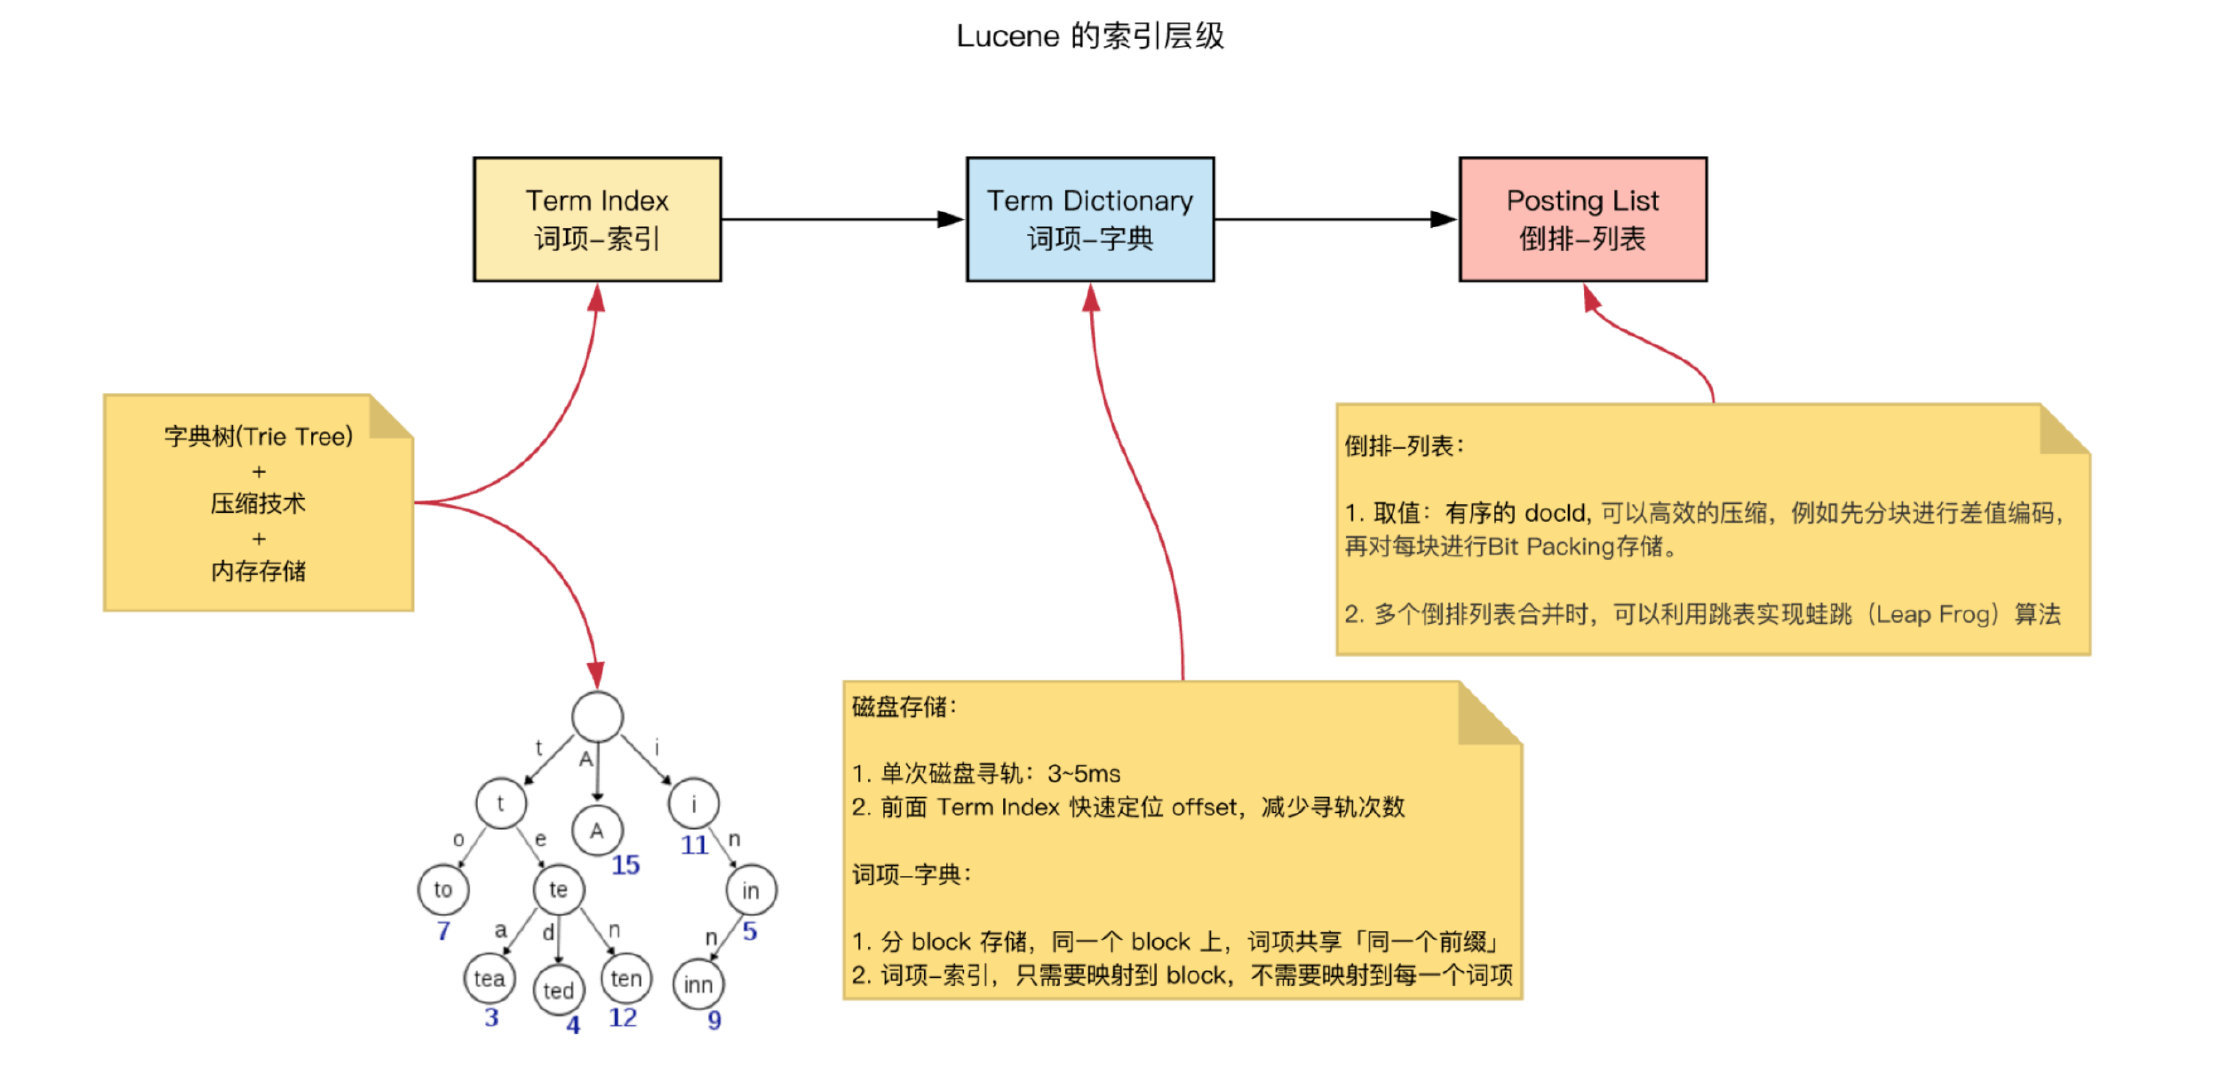 Lucene 的索引层级
Term Index
词项-索引
Term Dictionary
词项-字典
Posting List
倒排-列表
字典树(Trie Tree)
+
压缩技术
+
内存存储
倒排-列表:
1. 取值: 有序的 docId, 可以高效的压缩，例如先分块进行差值编码，
再对每块进行Bit Packing存储。
2. 多个倒排列表合并时，可以利用跳表实现蛙跳（Leap Frog）算法
磁盘存储:
1. 单次磁盘寻轨: 3~5ms
2. 前面 Term Index 快速定位 offset，减少寻轨次数
词项-字典:
1. 分 block 存储，同一个 block 上，词项共享「同一个前缀」
2. 词项-索引，只需要映射到 block，不需要映射到每一个词项
t
A
i
t
A
i
15
11
o
e
n
to
te
in
7
5
a
d
n
n
tea
ted
ten
inn
3
4
12
9